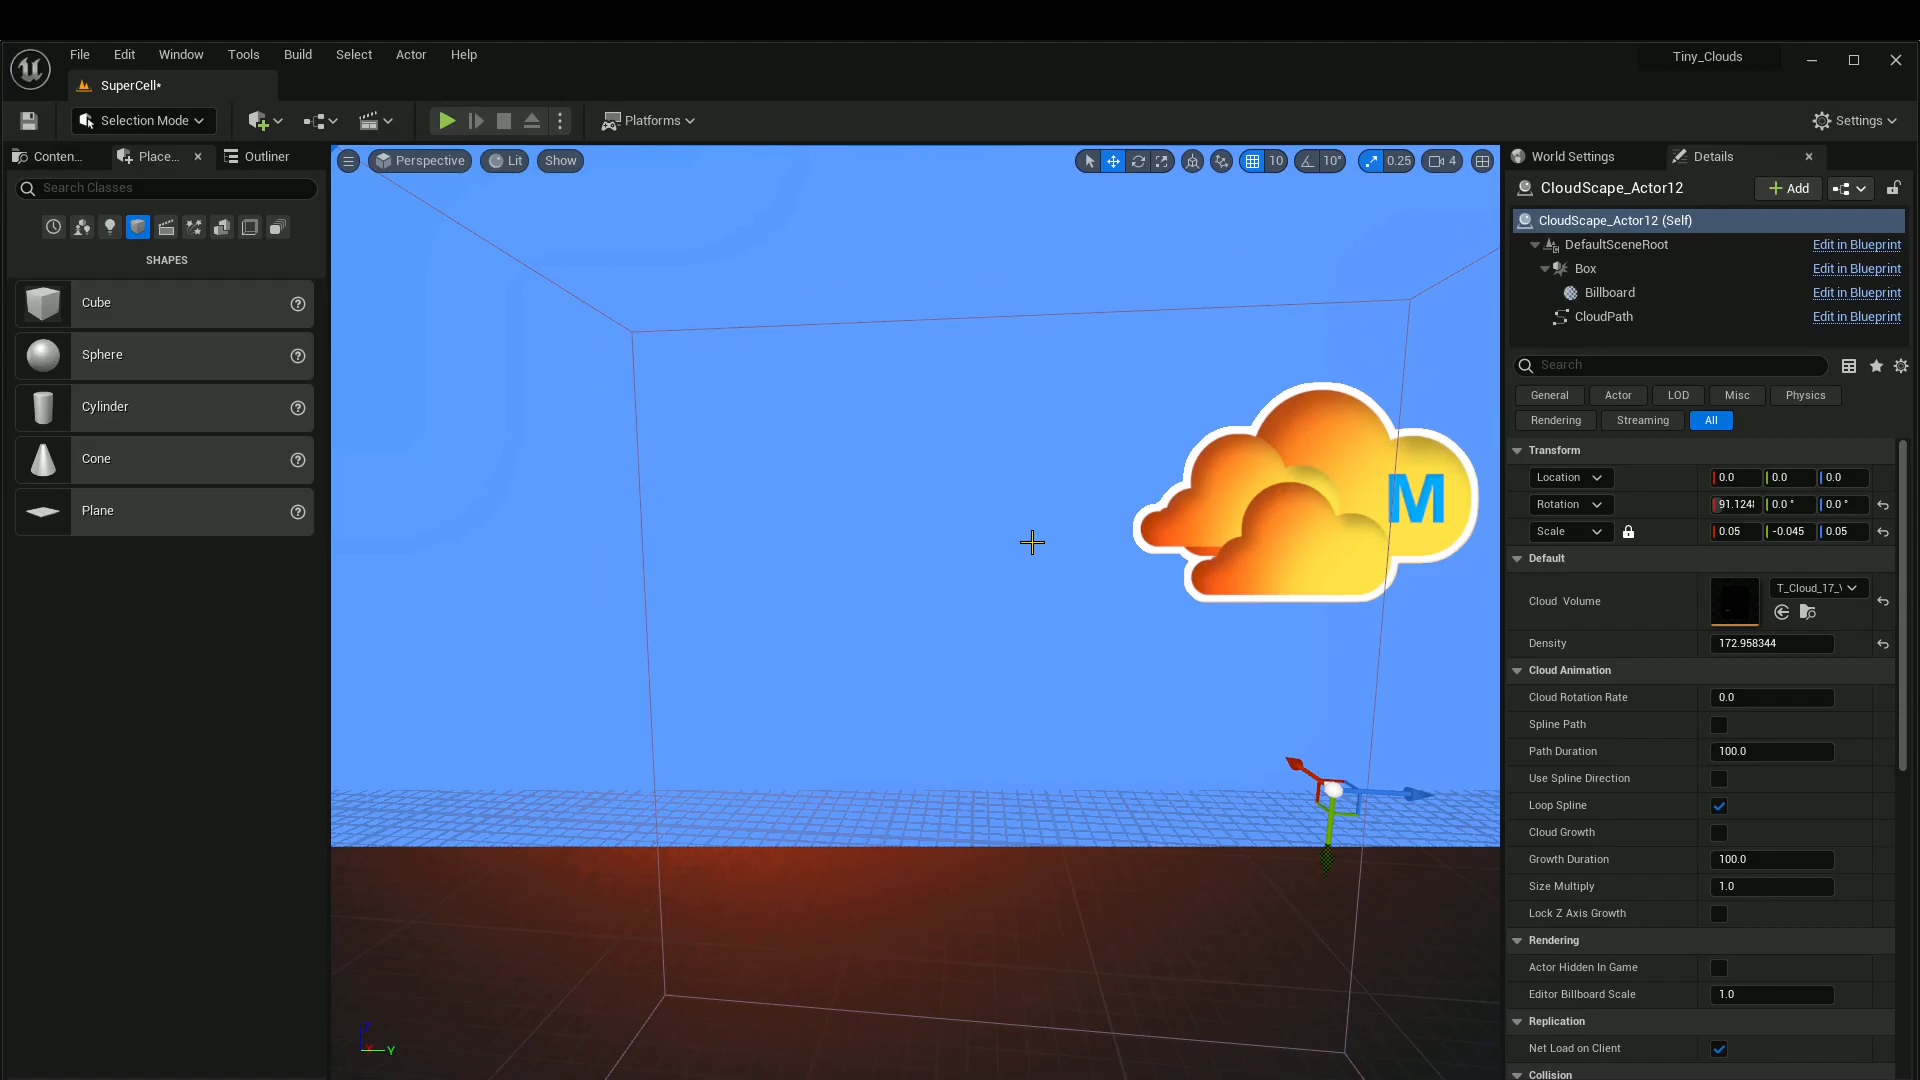 File Edit Window Tools Build Select Actor Help
Tiny_Clouds
SuperCell*
Selection Mode
Platforms
Settings
Conten...
Place...
Outliner
Search Classes
SHAPES
Cube
Sphere
Cylinder
Cone
Plane
Perspective Lit Show
10 10° 0.25 4
M
Z
X Y
World Settings
Details
CloudScape_Actor12
Add
CloudScape_Actor12 (Self)
DefaultSceneRoot Edit in Blueprint
Box Edit in Blueprint
Billboard Edit in Blueprint
CloudPath Edit in Blueprint
Search
General Actor LOD Misc Physics
Rendering Streaming All
Transform
Location 0.0 0.0 0.0
Rotation 0.0 ° 0.0 °
Scale 0.05 -0.045 0.05
Default
Cloud Volume
Density 172.958344
Cloud Animation
Cloud Rotation Rate 0.0
Spline Path
Path Duration 100.0
Use Spline Direction
Loop Spline
Cloud Growth
Growth Duration 100.0
Size Multiply 1.0
Lock Z Axis Growth
Rendering
Actor Hidden In Game
Editor Billboard Scale 1.0
Replication
Net Load on Client
Collision